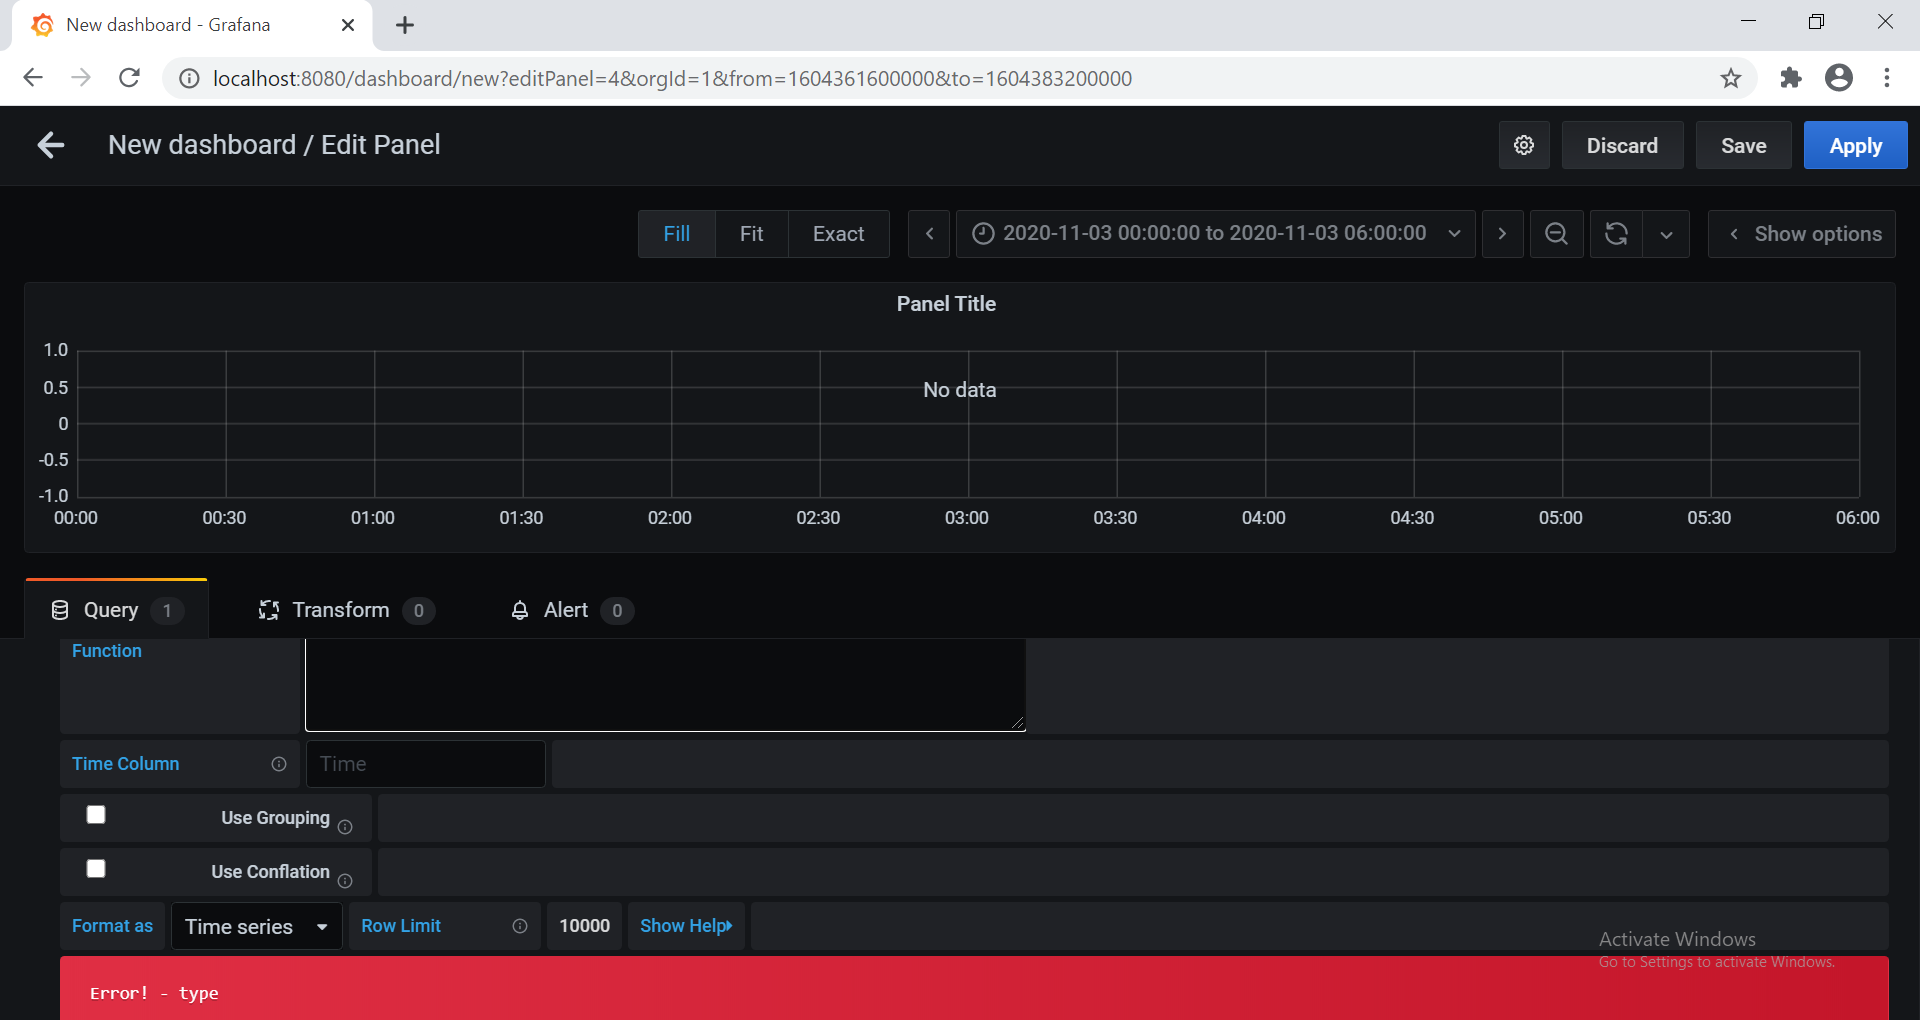 New dashboard - Grafana
localhost:8080/dashboard/new?editPanel=4&orgId=1&from=1604361600000&to=1604383200000
New dashboard / Edit Panel
Discard
Save
Apply
Fill
Fit
Exact
2020-11-03 00:00:00 to 2020-11-03 06:00:00
Show options
Panel Title
1.0
0.5
0
-0.5
-1.0
No data
00:00 00:30 01:00 01:30 02:00 02:30 03:00 03:30 04:00 04:30 05:00 05:30 06:00
Query 1
Transform 0
Alert 0
Function
Time Column
Time
Use Grouping
Use Conflation
Format as
Time series
Row Limit
10000
Show Help
Activate Windows
Go to Settings to activate Windows.
Error! - type